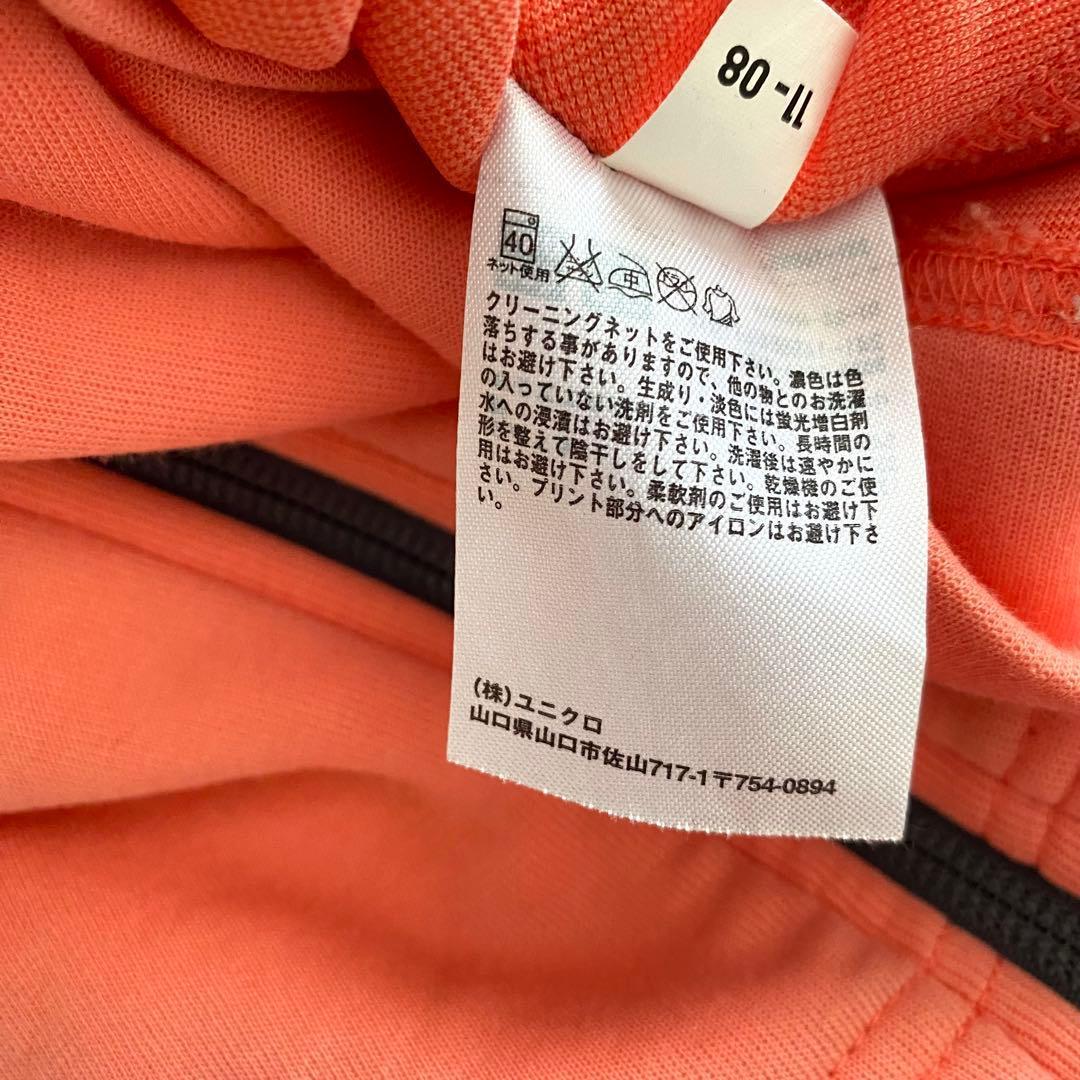 11-08
40
ネット使用
中
クリーニングネットをご使用下さい。濃色は色
落ちする事がありますので、他の物とのお洗濯
はお避け下さい。生成り・淡色には蛍光増白剤
の入っていない洗剤をご使用下さい。長時間の
水への浸漬はお避け下さい。洗濯後は速やかに
形を整えて陰干しをして下さい。乾燥機のご使
用はお避け下さい。柔軟剤のご使用はお避け下
さい。プリント部分へのアイロンはお避け下さ
い。
(株)ユニクロ
山口県山口市佐山717-1〒754-0894